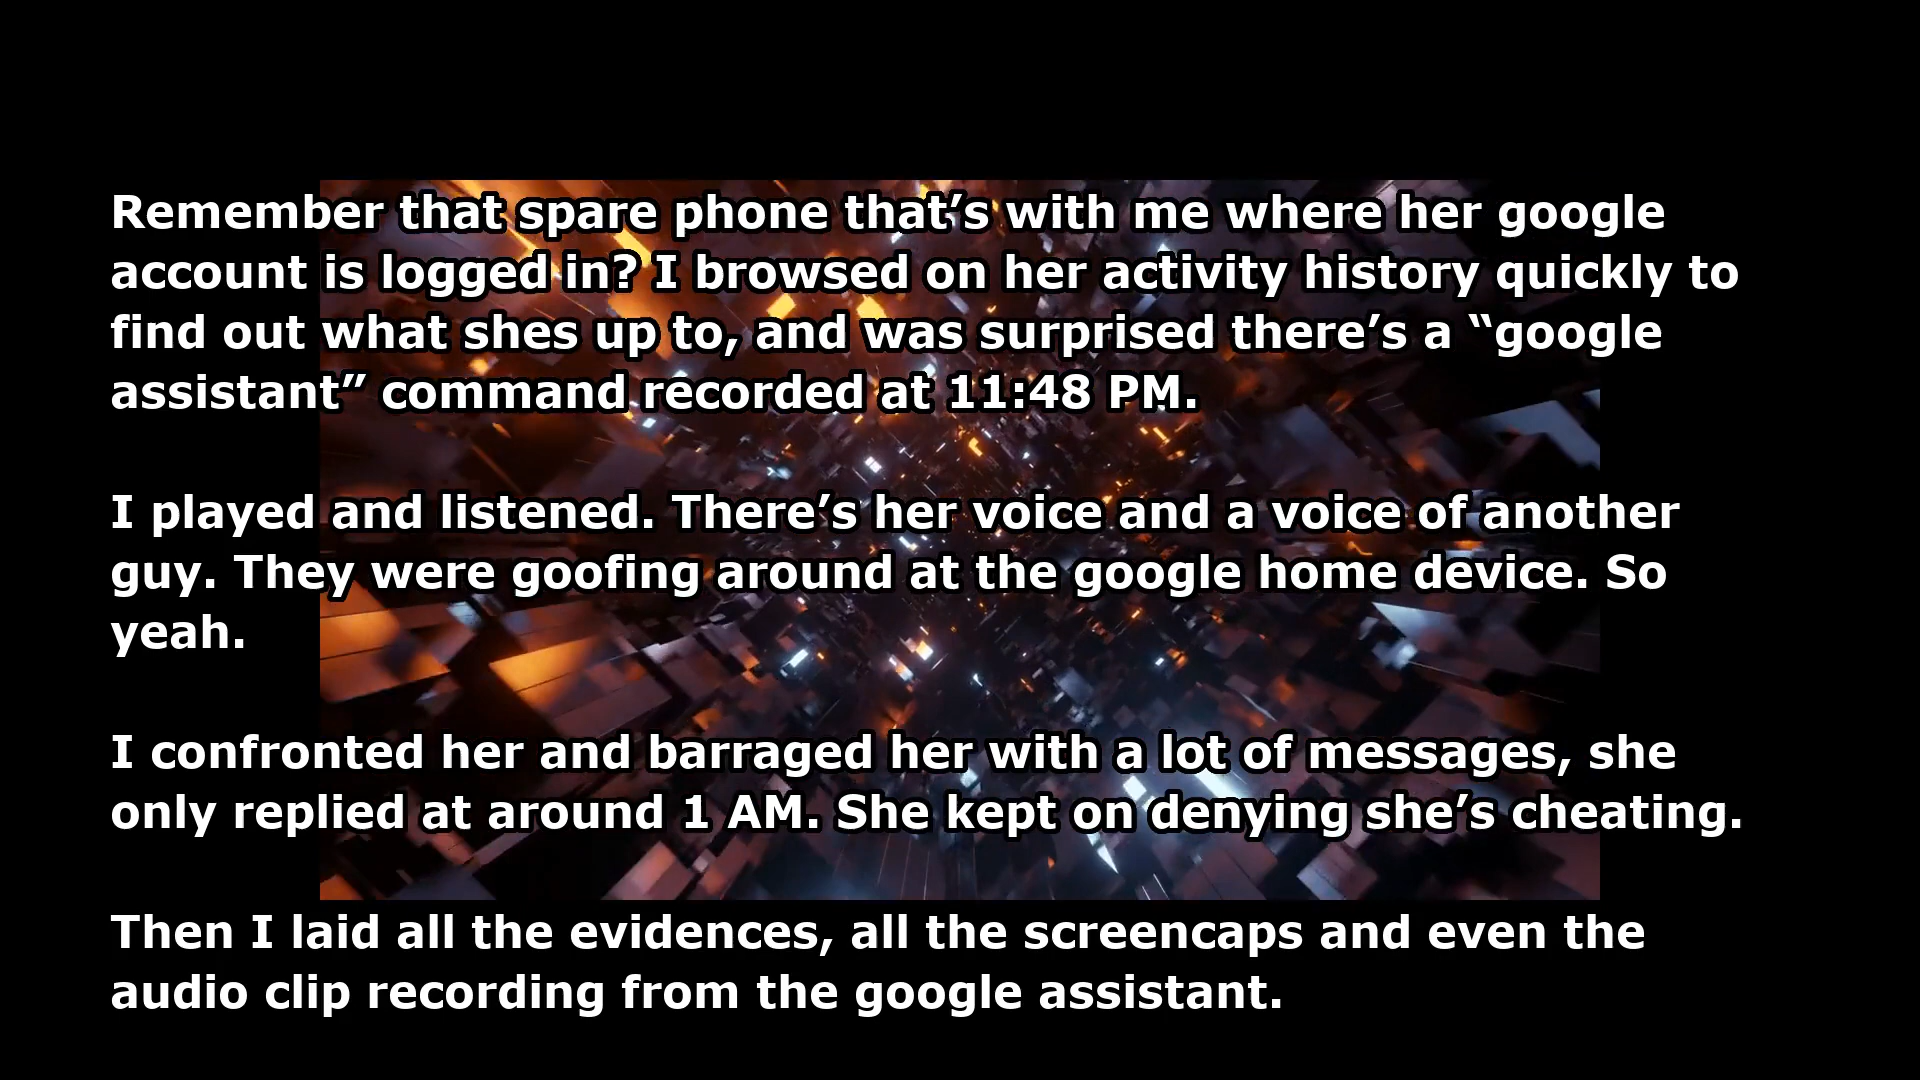 Remember that spare phone that’s with me where her google
account is logged in? I browsed on her activity history quickly to
find out what shes up to, and was surprised there’s a “google
assistant” command recorded at 11:48 PM.
I played and listened. There’s her voice and a voice of another
guy. They were goofing around at the google home device. So
yeah.
I confronted her and barraged her with a lot of messages, she
only replied at around 1 AM. She kept on denying she’s cheating.
Then I laid all the evidences, all the screencaps and even the
audio clip recording from the google assistant.